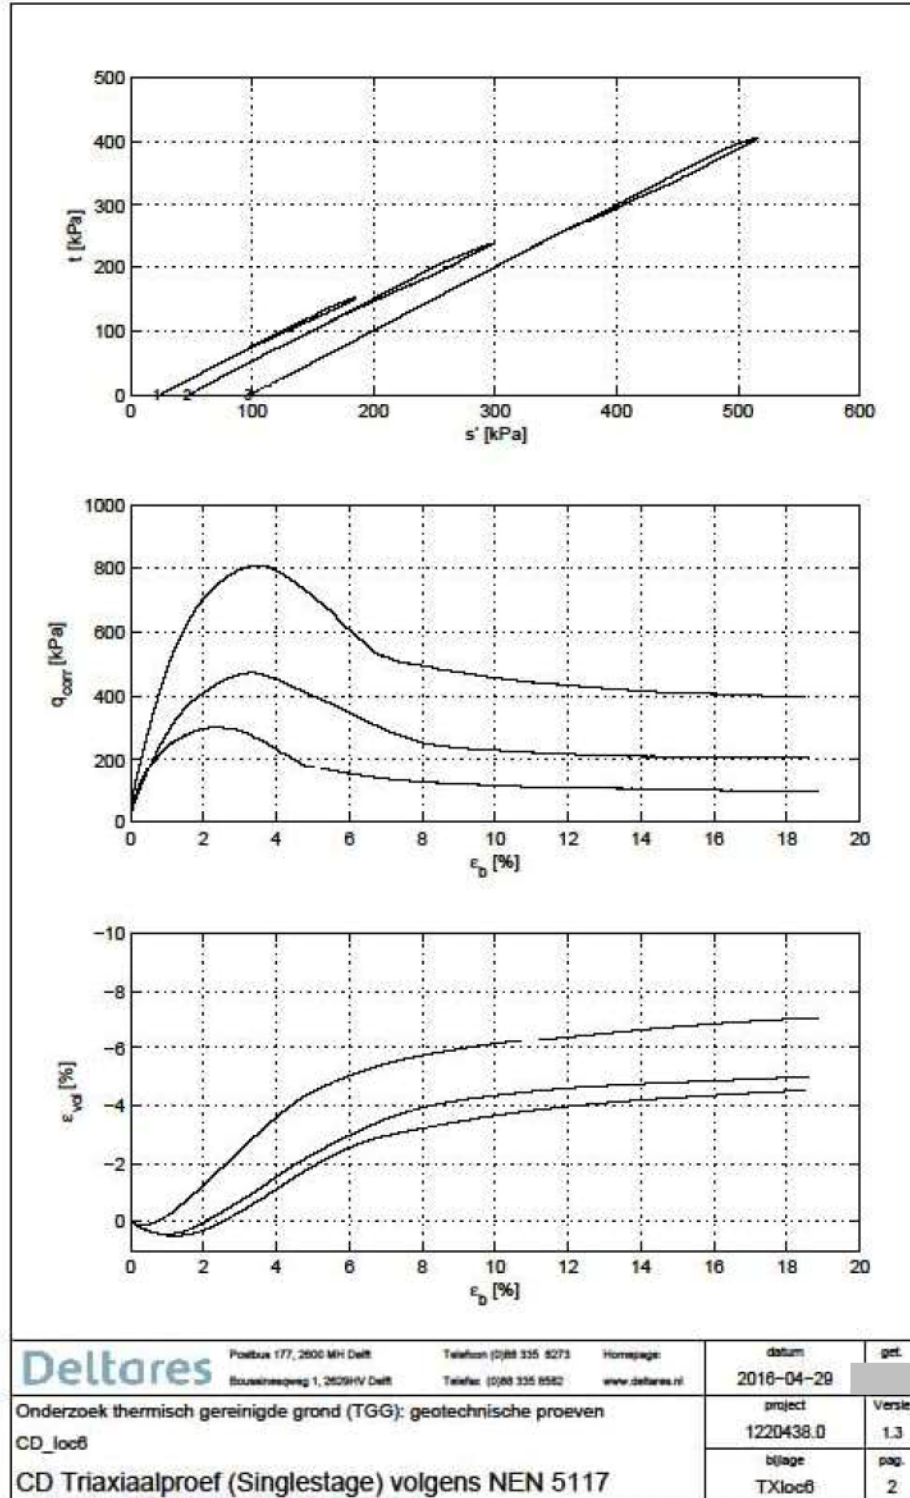 500
400
300
200
100
0
t [kPa]
1 2 3
0 100 200 300 400 500 600
s' [kPa]
1000
800
600
400
200
0
q_corr [kPa]
0 2 4 6 8 10 12 14 16 18 20
ε_b [%]
−10
−8
−6
−4
−2
0
ε_vol [%]
0 2 4 6 8 10 12 14 16 18 20
ε_b [%]
Deltares
Postbus 177, 2600 MH Delft Telefoon (0)88 335 8273 Homepage:
Boussinesqweg 1, 2629HV Delft Telefax: (0)88 335 8582 www.deltares.nl
datum get.
2016-04-29
Onderzoek thermisch gereinigde grond (TGG): geotechnische proeven
CD_loc6
project Versie
1220438.0 1.3
CD Triaxiaalproef (Singlestage) volgens NEN 5117
bijlage pag.
TXloc6 2